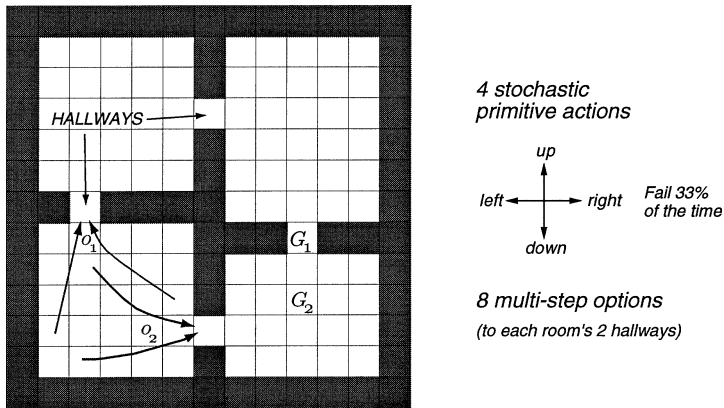 HALLWAYS
o1
o2
G1
G2
4 stochastic
primitive actions
up
left
right
down
Fail 33%
of the time
8 multi-step options
(to each room's 2 hallways)